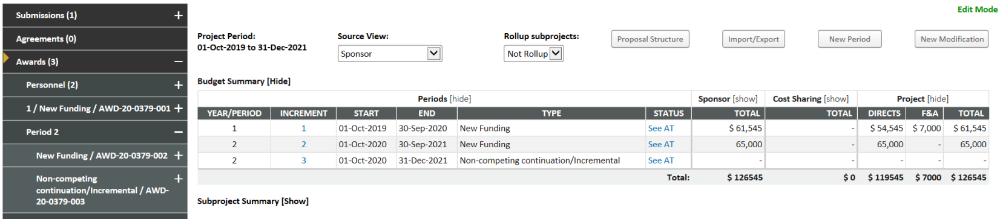 Submissions (1) +
Agreements (0)
Awards (3) −
Personnel (2) +
1 / New Funding / AWD-20-0379-001 +
Period 2 −
New Funding / AWD-20-0379-002 +
Non-competing +
continuation/Incremental / AWD-
20-0379-003
Edit Mode
Project Period:
01-Oct-2019 to 31-Dec-2021
Source View:
Sponsor
Rollup subprojects:
Not Rollup
Proposal Structure
Import/Export
New Period
New Modification
Budget Summary [Hide]
Periods [hide] Sponsor [show] Cost Sharing [show] Project [hide]
YEAR/PERIOD INCREMENT START END TYPE STATUS TOTAL TOTAL DIRECTS F&A TOTAL
1 1 01-Oct-2019 30-Sep-2020 New Funding See AT $ 61,545 - $ 54,545 $ 7,000 $ 61,545
2 2 01-Oct-2020 30-Sep-2021 New Funding See AT 65,000 - 65,000 - 65,000
2 3 01-Oct-2020 31-Dec-2021 Non-competing continuation/Incremental See AT - - - - -
Total: $ 126545 $ 0 $ 119545 $ 7000 $ 126545
Subproject Summary [Show]